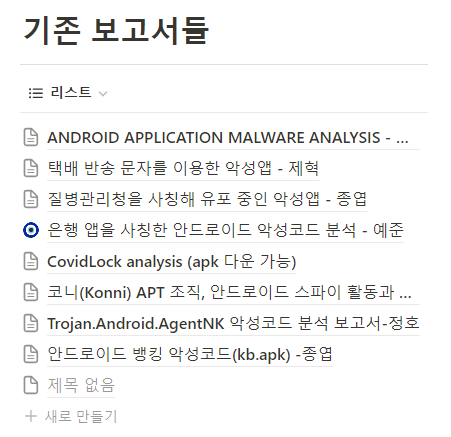 기존 보고서들
리스트
ANDROID APPLICATION MALWARE ANALYSIS - ...
택배 반송 문자를 이용한 악성앱 - 제혁
질병관리청을 사칭해 유포 중인 악성앱 - 종엽
은행 앱을 사칭한 안드로이드 악성코드 분석 - 예준
CovidLock analysis (apk 다운 가능)
코니(Konni) APT 조직, 안드로이드 스파이 활동과 ...
Trojan.Android.AgentNK 악성코드 분석 보고서-정호
안드로이드 뱅킹 악성코드(kb.apk) -종엽
제목 없음
+ 새로 만들기